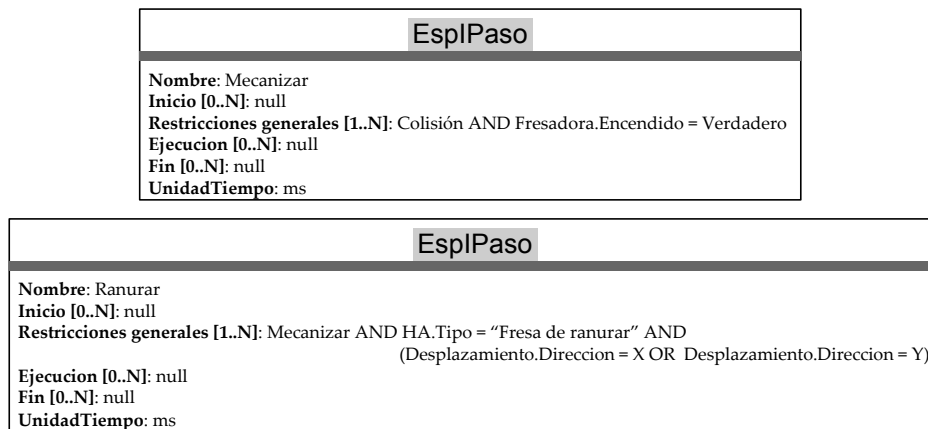 EspIPaso
Nombre: Mecanizar
Inicio [0..N]: null
Restricciones generales [1..N]: Colisión AND Fresadora.Encendido = Verdadero
Ejecucion [0..N]: null
Fin [0..N]: null
UnidadTiempo: ms
EspIPaso
Nombre: Ranurar
Inicio [0..N]: null
Restricciones generales [1..N]: Mecanizar AND HA.Tipo = “Fresa de ranurar” AND
(Desplazamiento.Direccion = X OR Desplazamiento.Direccion = Y)
Ejecucion [0..N]: null
Fin [0..N]: null
UnidadTiempo: ms